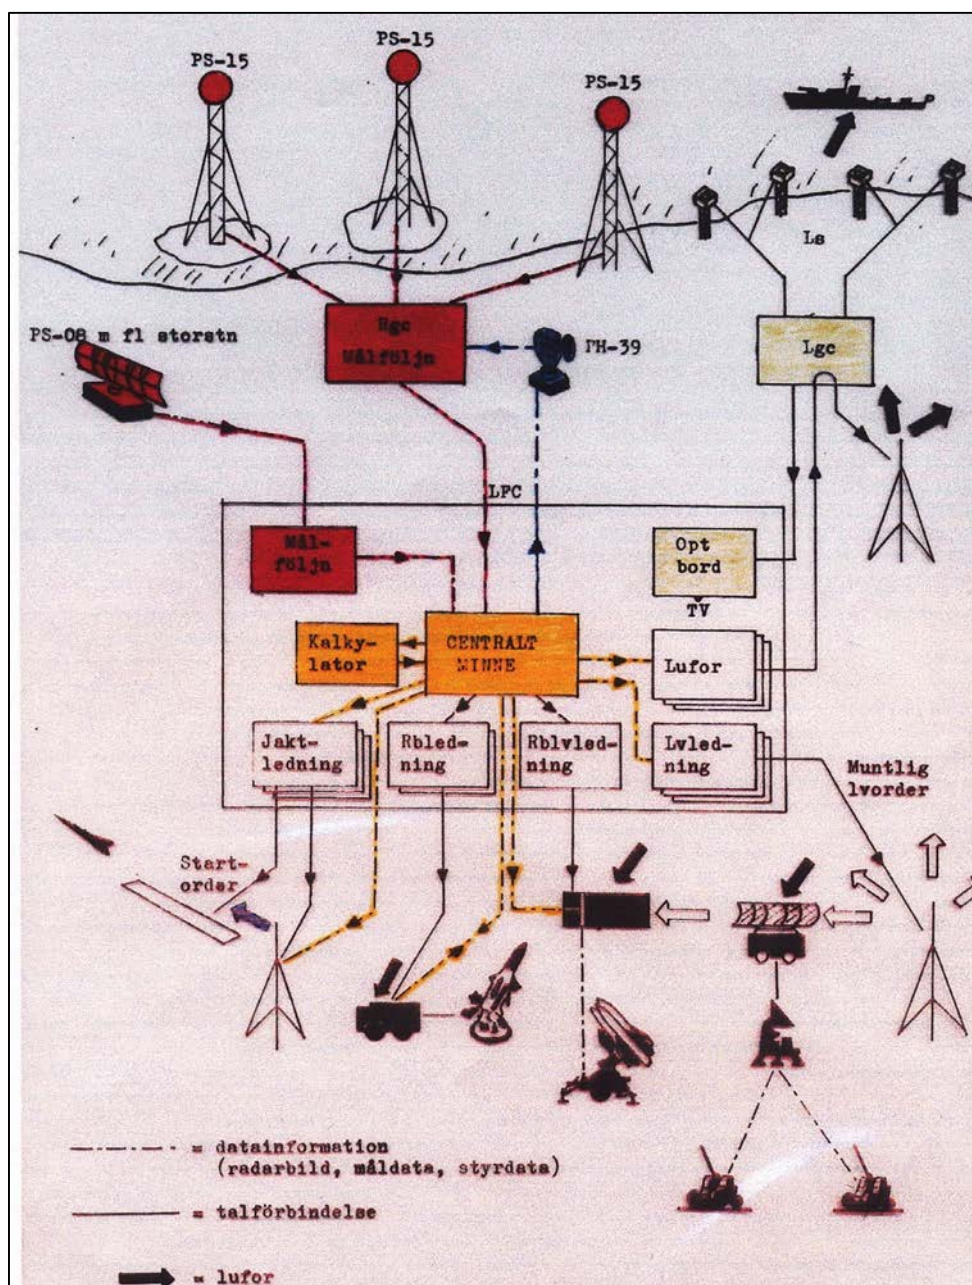 PS-15
PS-15
PS-15
Ls
PS-08 m fl storstn
Rgc
Målföljn
PH-39
Lgc
LFC
Mål-
följn
Opt
bord
TV
Kalky-
lator
CENTRALT
MINNE
Lufor
Jakt-
ledning
Rbled-
ning
Rblvled-
ning
Lvled-
ning
Muntlig
lvorder
Start-
order
= datainformation
(radarbild, måldata, styrdata)
= talförbindelse
= lufor